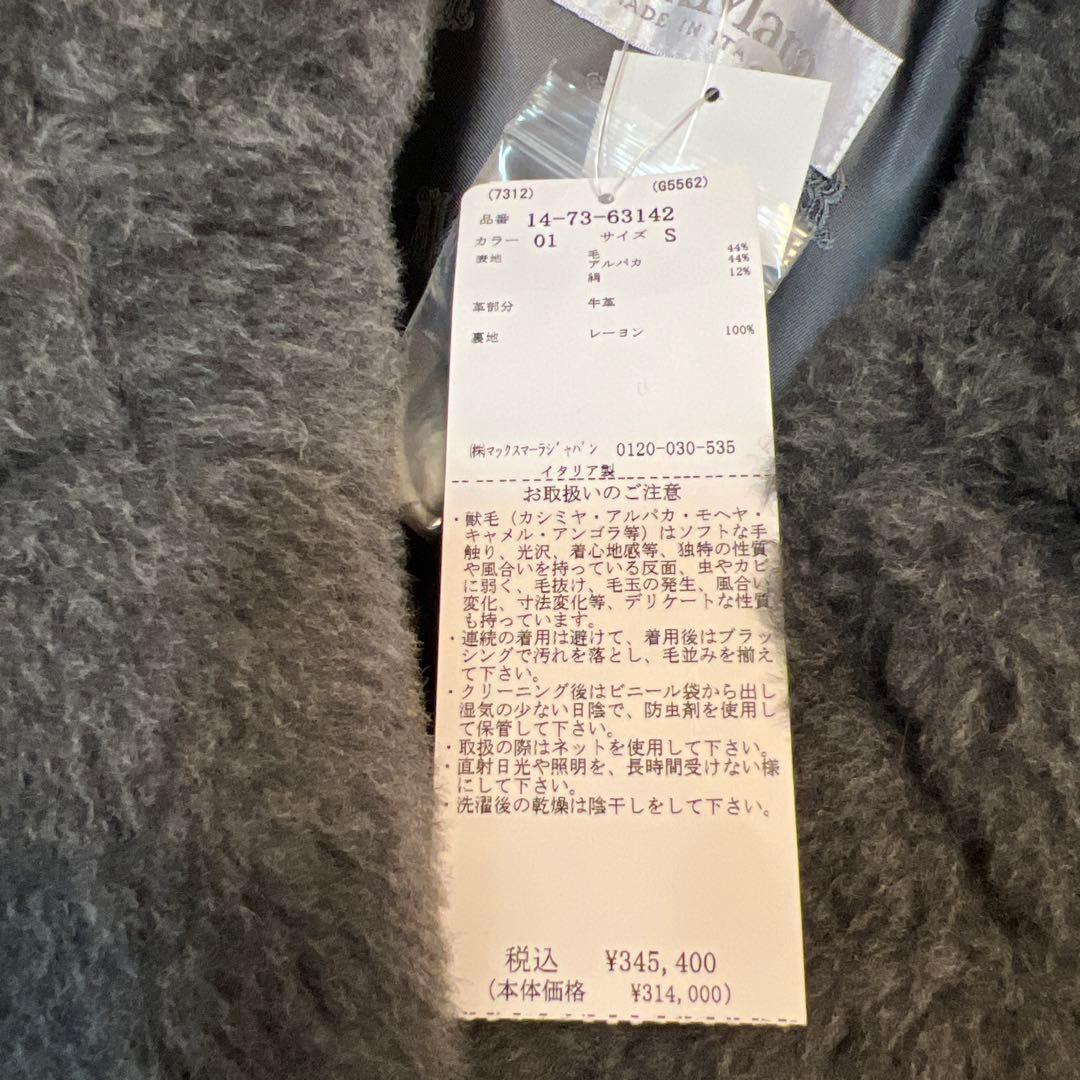 MADE IN ITA
(7312) (G5562)
品番 14-73-63142
カラー 01 サイズ S
表地 毛 44%
アルパカ 44%
絹 12%
革部分 牛革
裏地 レーヨン 100%
㈱マックスマーラジャパン 0120-030-535
イタリア製
お取扱いのご注意
・獣毛（カシミヤ・アルパカ・モヘヤ・
キャメル・アンゴラ等）はソフトな手
触り、光沢、着心地感等、独特の性質
や風合いを持っている反面、虫やカビ
に弱く、毛抜け、毛玉の発生、風合い
変化、寸法変化等、デリケートな性質
も持っています。
・連続の着用は避けて、着用後はブラッ
シングで汚れを落とし、毛並みを揃え
て下さい。
・クリーニング後はビニール袋から出し
湿気の少ない日陰で、防虫剤を使用し
て保管して下さい。
・取扱の際はネットを使用して下さい。
・直射日光や照明を、長時間受けない様
にして下さい。
・洗濯後の乾燥は陰干しをして下さい。
税込 ¥345,400
(本体価格 ¥314,000)